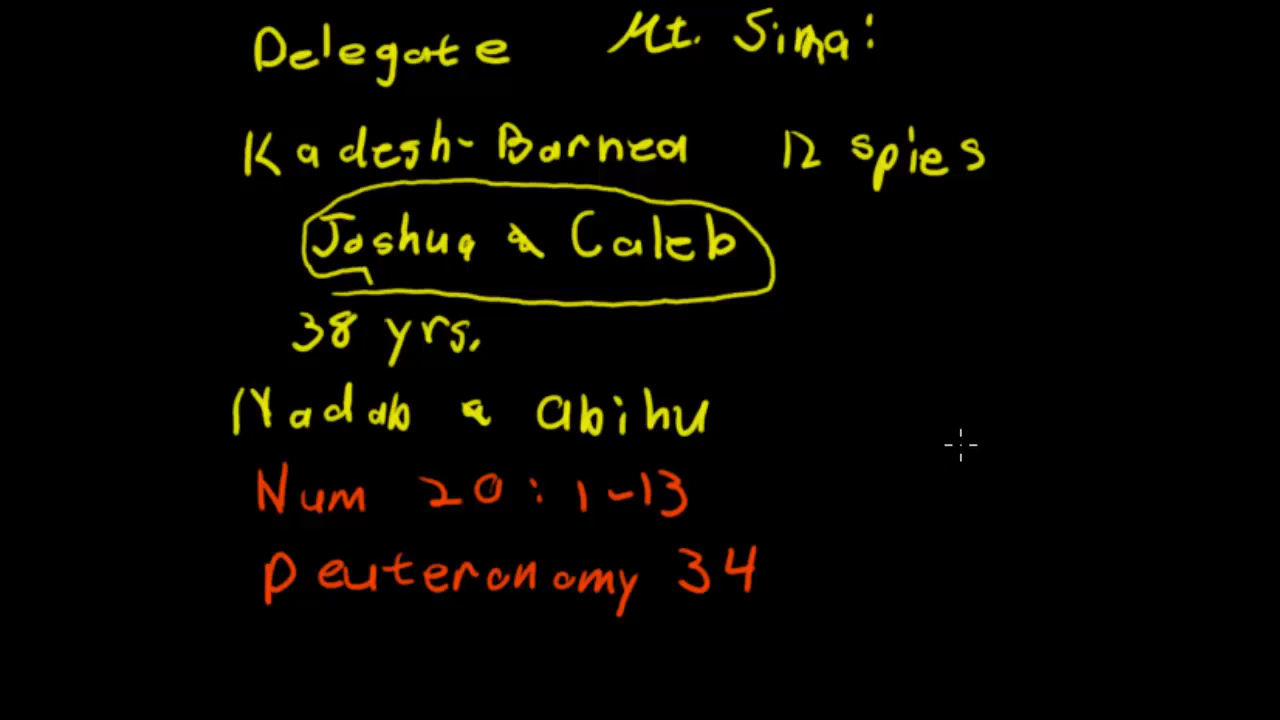 Delegate Mt. Sinai
Kadesh-Barnea 12 spies
Joshua & Caleb
38 yrs.
Nadab & Abihu
Num 20:1-13
Deuteronomy 34